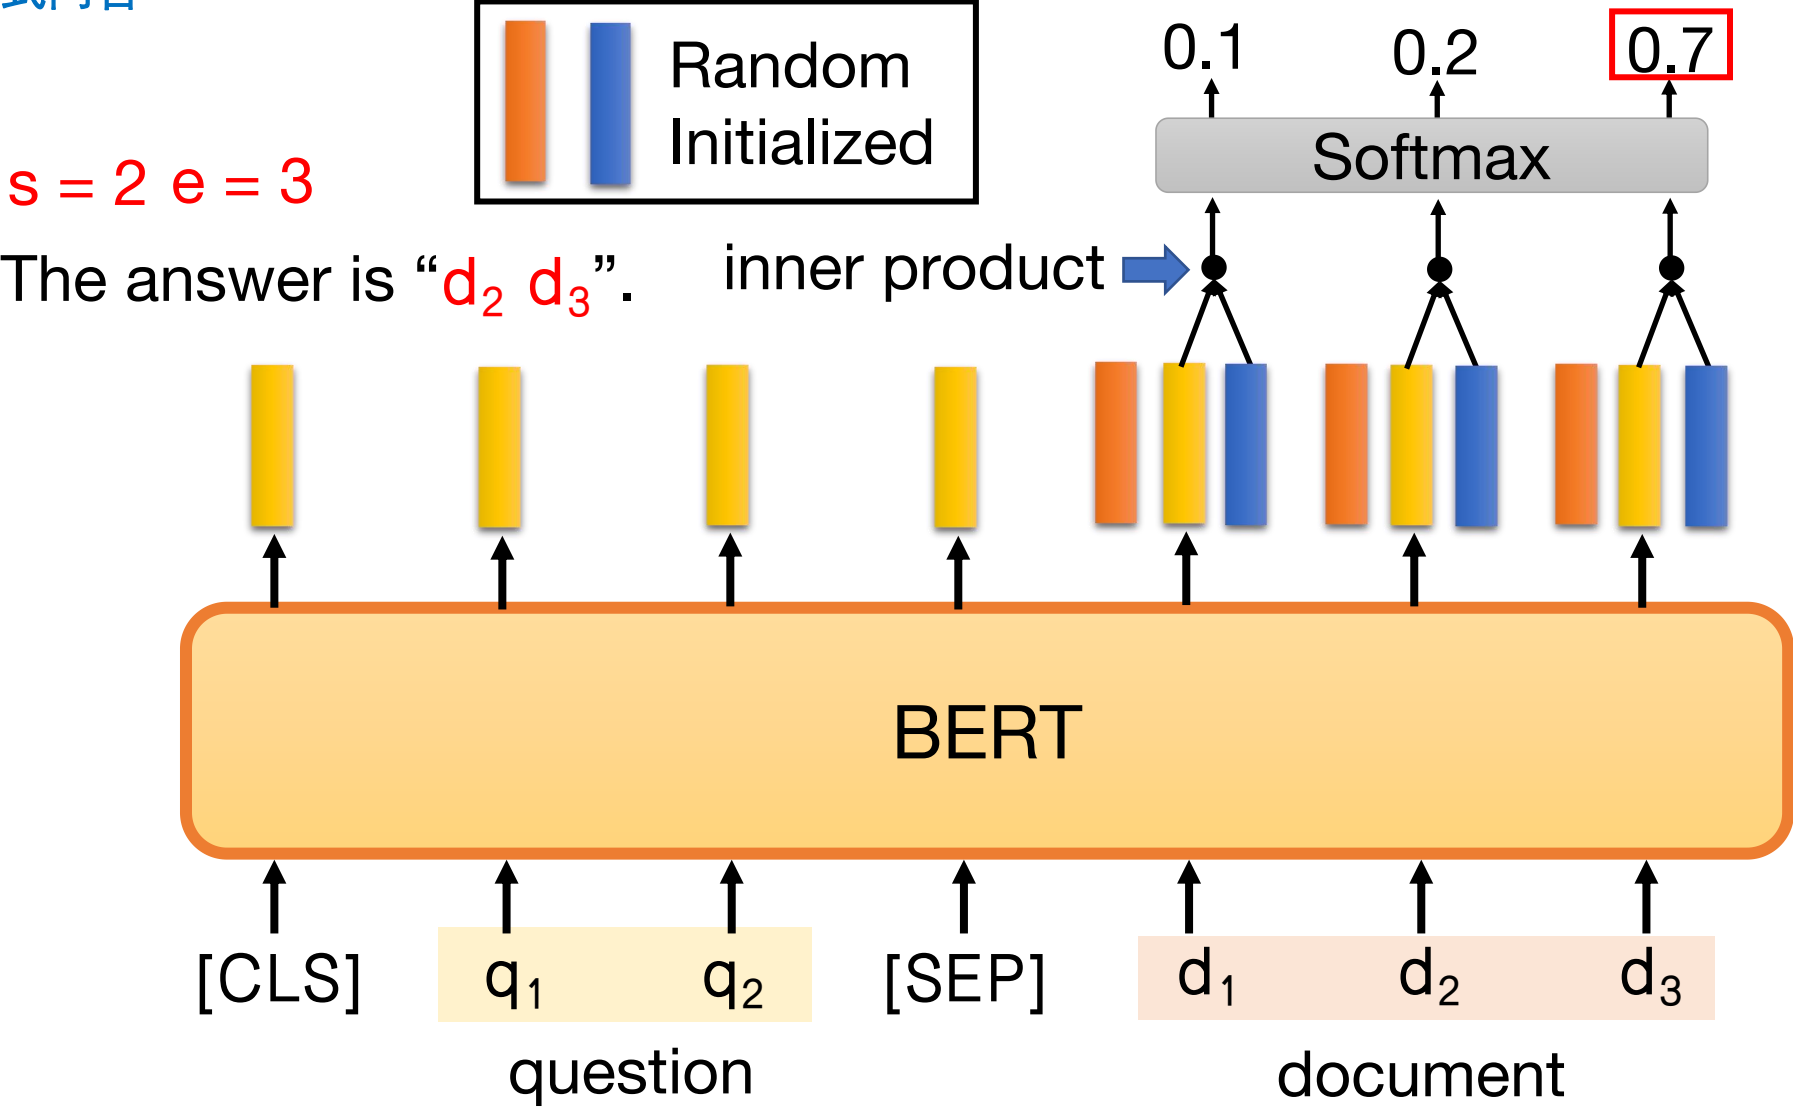 Random
Initialized
0.1 0.2 0.7
Softmax
s = 2 e = 3
The answer is “d₂ d₃”.
inner product
BERT
[CLS] q₁ q₂ [SEP] d₁ d₂ d₃
question document